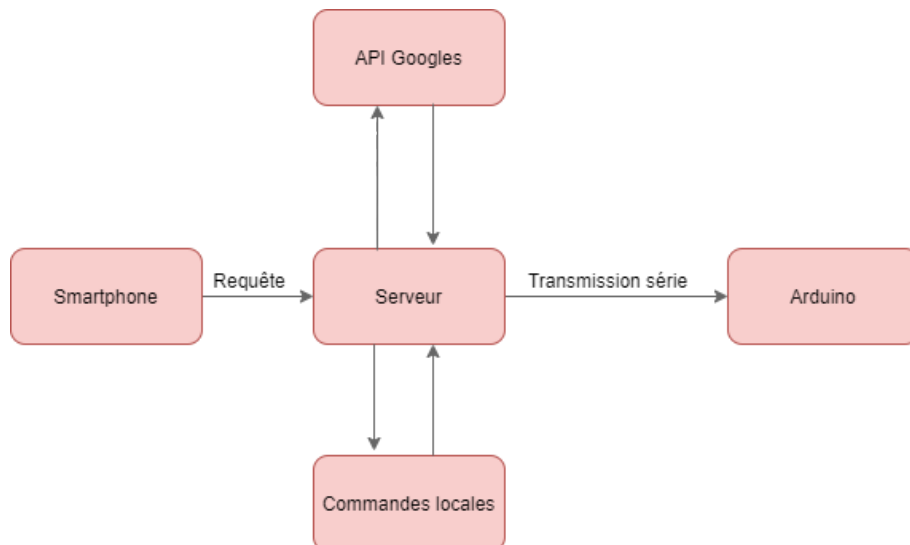 API Googles
Smartphone
Requête
Serveur
Transmission série
Arduino
Commandes locales